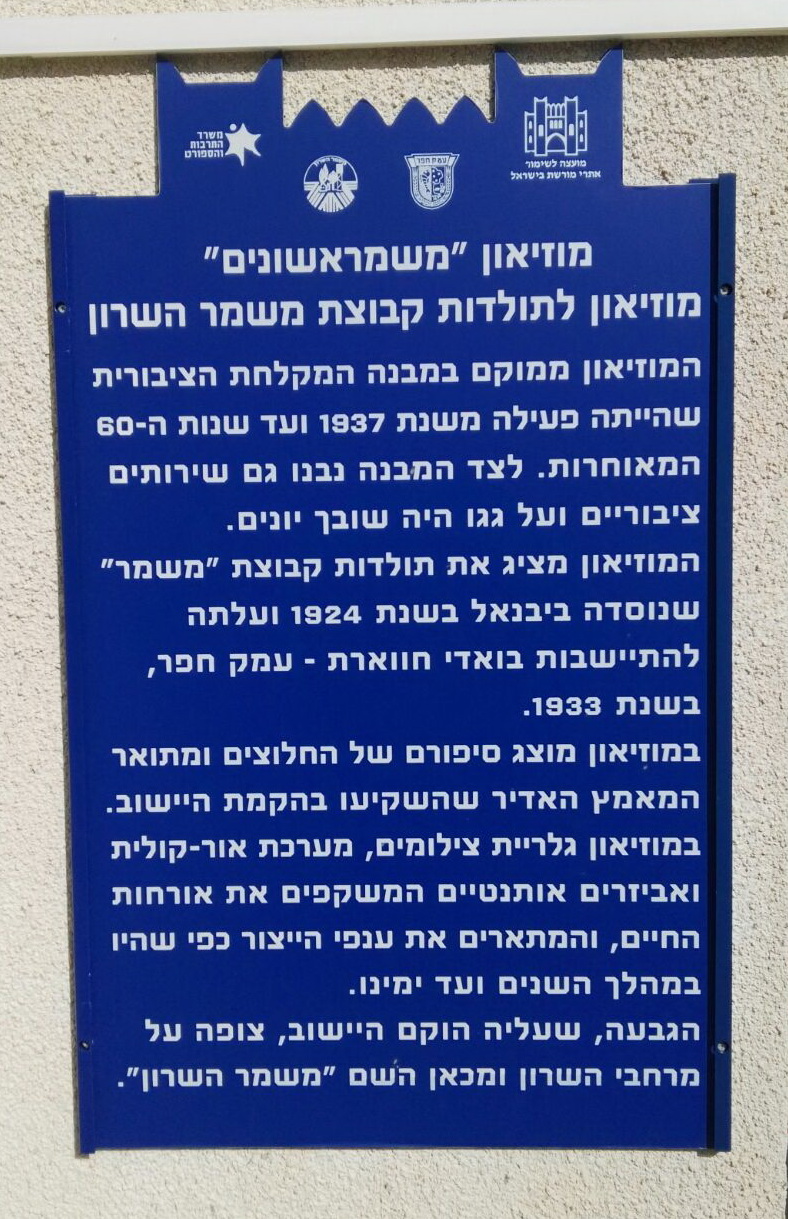 משרד
התרבות
והספורט
משמר השרון
עמק חפר
מועצה לשימור
אתרי מורשת בישראל
מוזיאון "משמראשונים"
מוזיאון לתולדות קבוצת משמר השרון
המוזיאון ממוקם במבנה המקלחת הציבורית
שהייתה פעילה משנת 1937 ועד שנות ה-60
המאוחרות. לצד המבנה נבנו גם שירותים
ציבוריים ועל גגו היה שובך יונים.
המוזיאון מציג את תולדות קבוצת "משמר"
שנוסדה ביבנאל בשנת 1924 ועלתה
להתיישבות בואדי חווארת - עמק חפר,
בשנת 1933.
במוזיאון מוצג סיפורם של החלוצים ומתואר
המאמץ האדיר שהשקיעו בהקמת היישוב.
במוזיאון גלריית צילומים, מערכת אור-קולית
ואביזרים אותנטיים המשקפים את אורחות
החיים, והמתארים את ענפי הייצור כפי שהיו
במהלך השנים ועד ימינו.
הגבעה, שעליה הוקם היישוב, צופה על
מרחבי השרון ומכאן השם "משמר השרון".